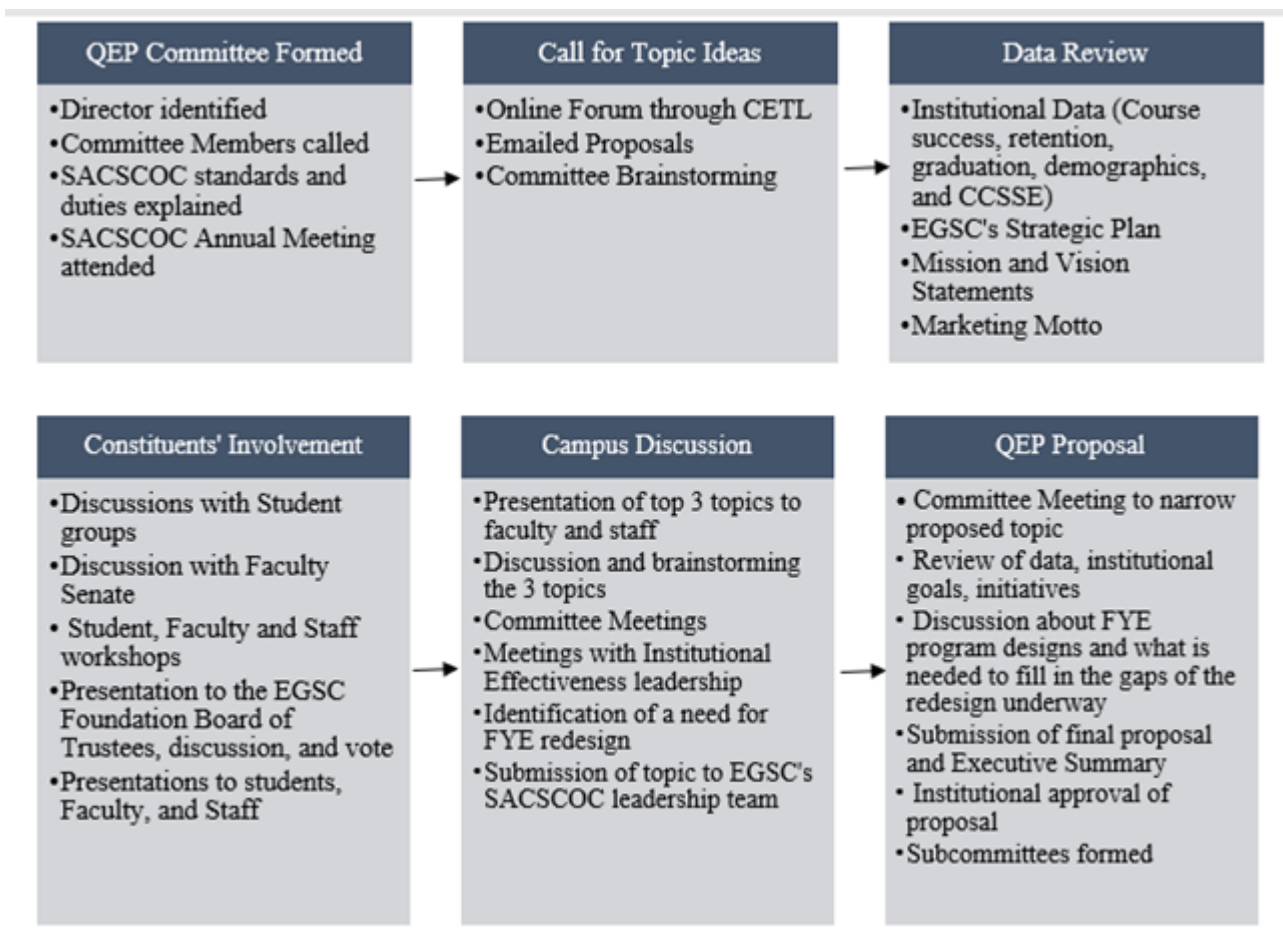 QEP Committee Formed
•Director identified
•Committee Members called
•SACSCOC standards and
duties explained
•SACSCOC Annual Meeting
attended
Call for Topic Ideas
•Online Forum through CETL
•Emailed Proposals
•Committee Brainstorming
Data Review
•Institutional Data (Course
success, retention,
graduation, demographics,
and CCSSE)
•EGSC's Strategic Plan
•Mission and Vision
Statements
•Marketing Motto
Constituents' Involvement
•Discussions with Student
groups
•Discussion with Faculty
Senate
• Student, Faculty and Staff
workshops
•Presentation to the EGSC
Foundation Board of
Trustees, discussion, and vote
•Presentations to students,
Faculty, and Staff
Campus Discussion
•Presentation of top 3 topics to
faculty and staff
•Discussion and brainstorming
the 3 topics
•Committee Meetings
•Meetings with Institutional
Effectiveness leadership
•Identification of a need for
FYE redesign
•Submission of topic to EGSC's
SACSCOC leadership team
QEP Proposal
• Committee Meeting to narrow
proposed topic
• Review of data, institutional
goals, initiatives
• Discussion about FYE
program designs and what is
needed to fill in the gaps of the
redesign underway
•Submission of final proposal
and Executive Summary
• Institutional approval of
proposal
•Subcommittees formed